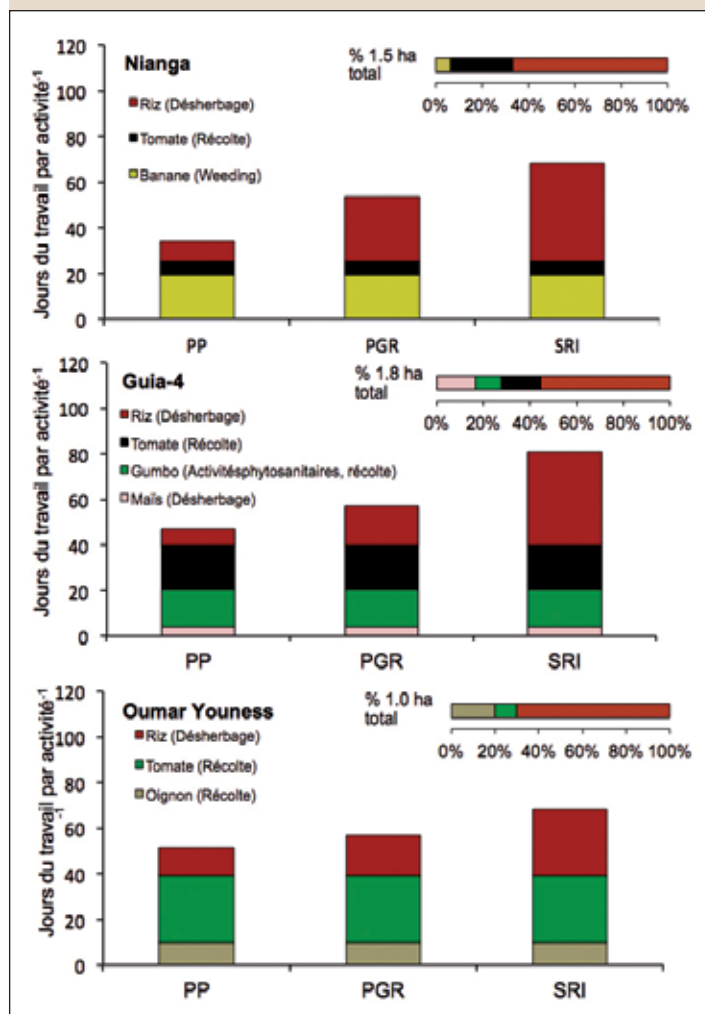 120
100
80
60
40
20
0
Jours du travail par activité-1
Nianga
Riz (Désherbage)
Tomate (Récolte)
Banane (Weeding)
% 1.5 ha
total
0% 20% 40% 60% 80% 100%
PP PGR SRI
120
100
80
60
40
20
0
Jours du travail par activité-1
Guia-4
Riz (Désherbage)
Tomate (Récolte)
Gumbo (Activitésphytosanitaires, récolte)
Maïs (Désherbage)
% 1.8 ha
total
0% 20% 40% 60% 80% 100%
PP PGR SRI
120
100
80
60
40
20
0
Jours du travail par activité-1
-1
Oumar Youness
Riz (Désherbage)
Tomate (Récolte)
Oignon (Récolte)
% 1.0 ha
total
0% 20% 40% 60% 80% 100%
PP PGR SRI